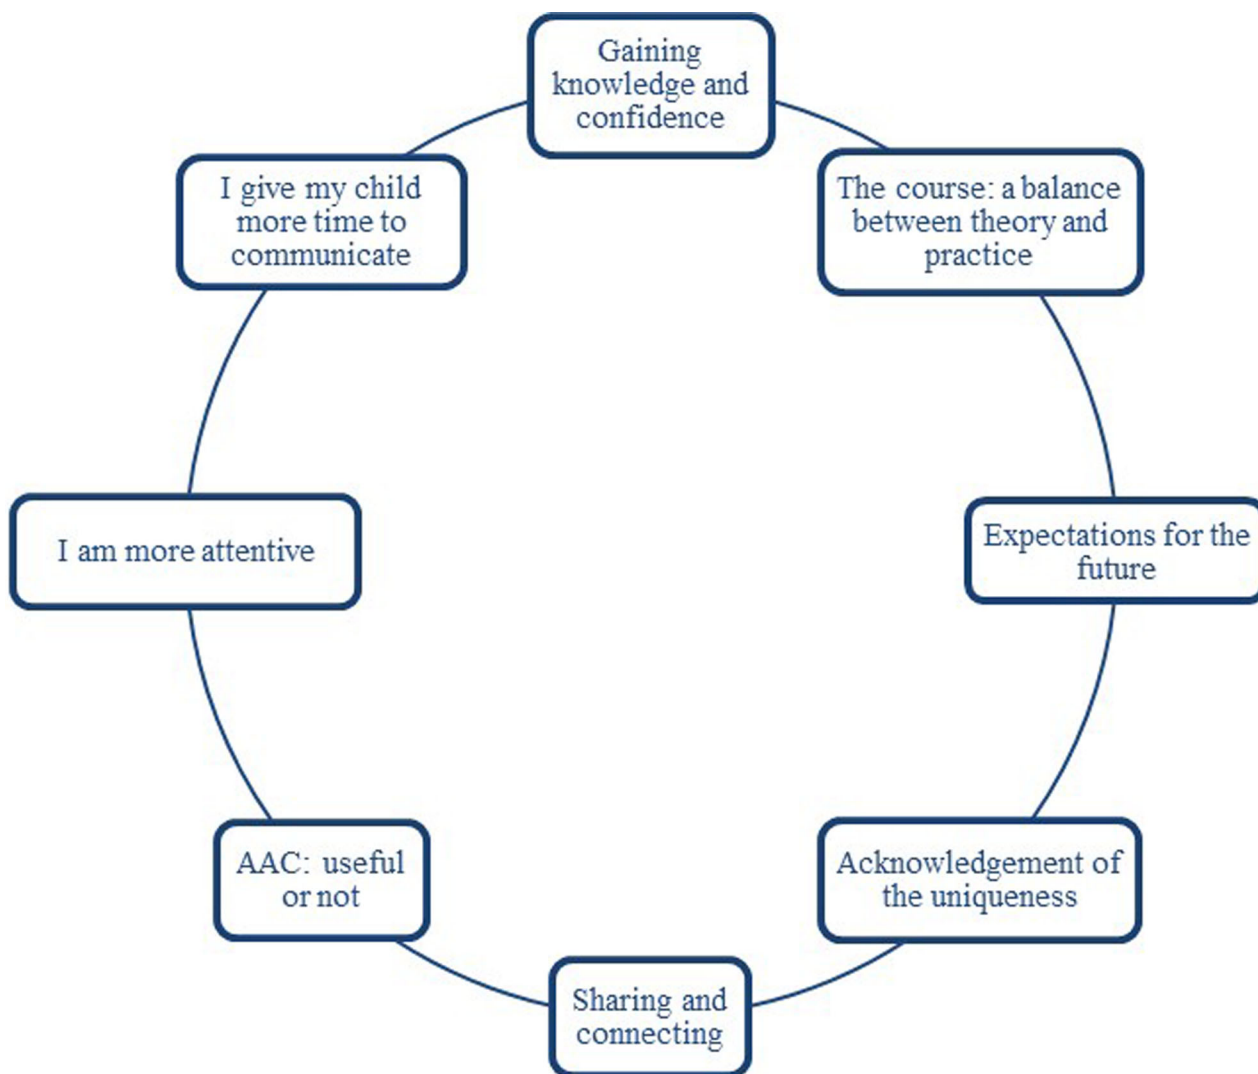 Gaining
knowledge and
confidence
The course: a balance
between theory and
practice
Expectations for the
future
Acknowledgement of
the uniqueness
Sharing and
connecting
AAC: useful
or not
I am more attentive
I give my child
more time to
communicate